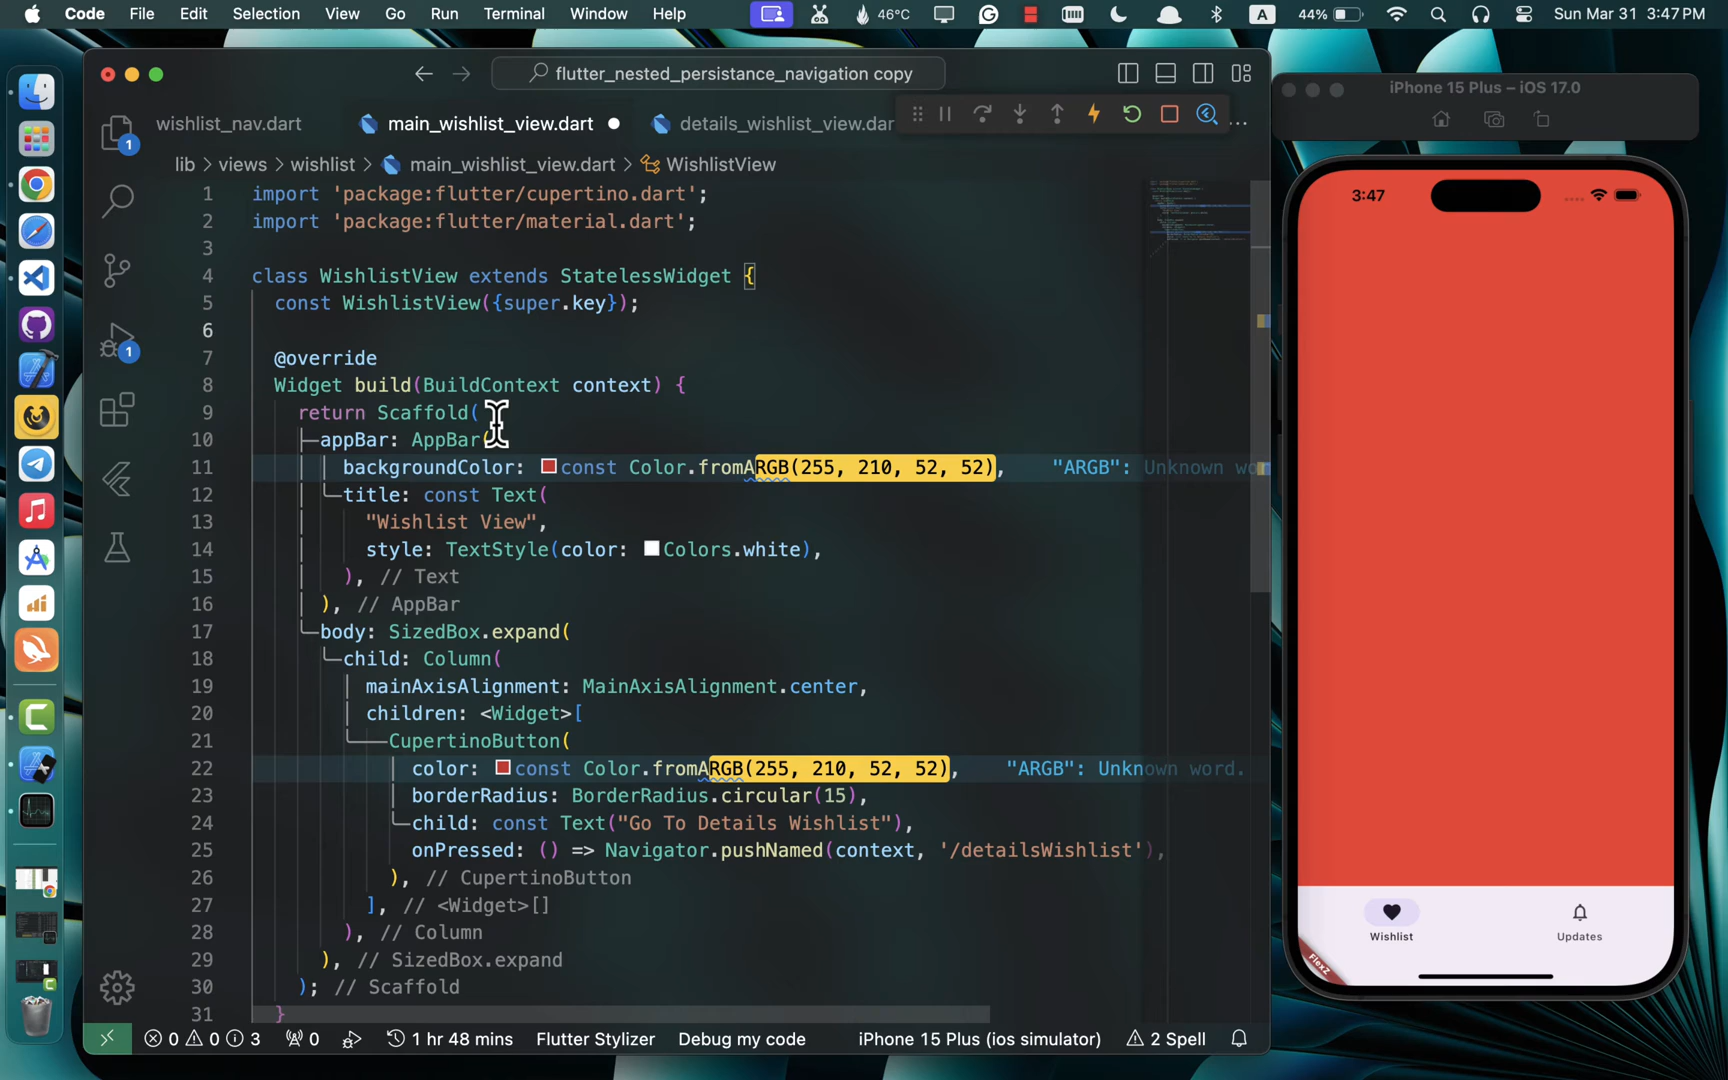 Code File Edit Selection View Go Run Terminal Window Help 46°C A 44% Sun Mar 31 3:47 PM
flutter_nested_persistance_navigation copy
iPhone 15 Plus – iOS 17.0
wishlist_nav.dart main_wishlist_view.dart details_wishlist_view.dar
lib > views > wishlist > main_wishlist_view.dart > WishlistView
1 import 'package:flutter/cupertino.dart';
2 import 'package:flutter/material.dart';
3
4 class WishlistView extends StatelessWidget {
5 const WishlistView({super.key});
6
7 @override
8 Widget build(BuildContext context) {
9 return Scaffold(
10 appBar: AppBar(
11 backgroundColor: const Color.fromARGB(255, 210, 52, 52), "ARGB": Unknown wo
12 title: const Text(
13 "Wishlist View",
14 style: TextStyle(color: Colors.white),
15 ), // Text
16 ), // AppBar
17 body: SizedBox.expand(
18 child: Column(
19 mainAxisAlignment: MainAxisAlignment.center,
20 children: <Widget>[
21 CupertinoButton(
22 color: const Color.fromARGB(255, 210, 52, 52), "ARGB": Unknown word.
23 borderRadius: BorderRadius.circular(15),
24 child: const Text("Go To Details Wishlist"),
25 onPressed: () => Navigator.pushNamed(context, '/detailsWishlist'),
26 ), // CupertinoButton
27 ], // <Widget>[]
28 ), // Column
29 ), // SizedBox.expand
30 ); // Scaffold
31 }
1
1
0 0 3 0 1 hr 48 mins Flutter Stylizer Debug my code iPhone 15 Plus (ios simulator) 2 Spell
3:47
Wishlist Updates
FlexZ